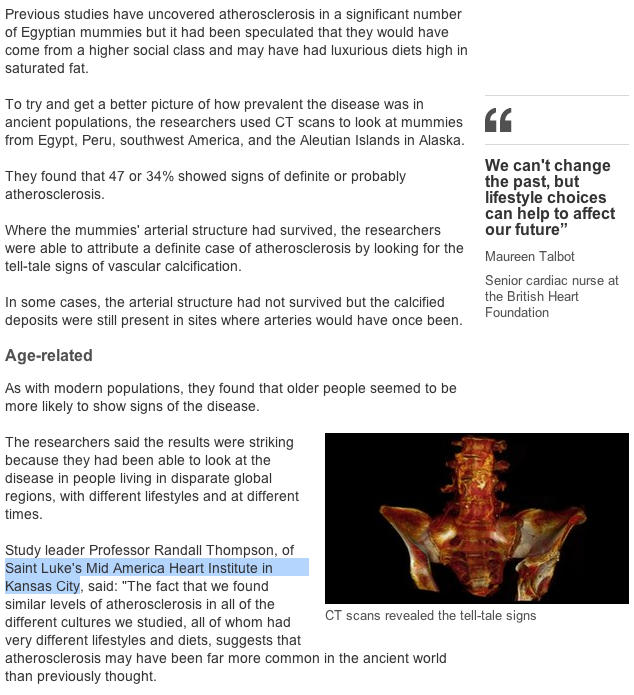 Previous studies have uncovered atherosclerosis in a significant number
of Egyptian mummies but it had been speculated that they would have
come from a higher social class and may have had luxurious diets high in
saturated fat.
To try and get a better picture of how prevalent the disease was in
ancient populations, the researchers used CT scans to look at mummies
from Egypt, Peru, southwest America, and the Aleutian Islands in Alaska.
They found that 47 or 34% showed signs of definite or probably
atherosclerosis.
Where the mummies' arterial structure had survived, the researchers
were able to attribute a definite case of atherosclerosis by looking for the
tell-tale signs of vascular calcification.
In some cases, the arterial structure had not survived but the calcified
deposits were still present in sites where arteries would have once been.
“
We can't change
the past, but
lifestyle choices
can help to affect
our future”
Maureen Talbot
Senior cardiac nurse at
the British Heart
Foundation
Age-related
As with modern populations, they found that older people seemed to be
more likely to show signs of the disease.
The researchers said the results were striking
because they had been able to look at the
disease in people living in disparate global
regions, with different lifestyles and at different
times.
Study leader Professor Randall Thompson, of
Saint Luke's Mid America Heart Institute in
Kansas City, said: "The fact that we found
similar levels of atherosclerosis in all of the
different cultures we studied, all of whom had
very different lifestyles and diets, suggests that
atherosclerosis may have been far more common in the ancient world
than previously thought.
CT scans revealed the tell-tale signs